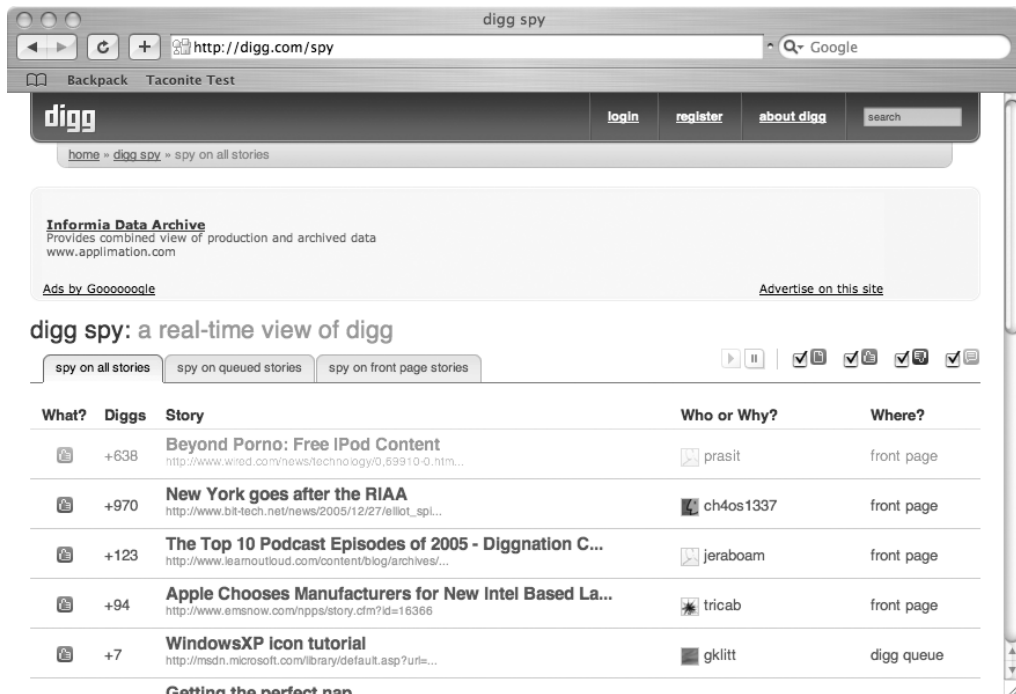 digg spy
http://digg.com/spy
Google
Backpack Taconite Test
digg login register about digg search
home » digg spy » spy on all stories
Informia Data Archive
Provides combined view of production and archived data
www.applimation.com
Ads by Goooooogle Advertise on this site
digg spy: a real-time view of digg
spy on all stories spy on queued stories spy on front page stories
What? Diggs Story Who or Why? Where?
+638 Beyond Porno: Free IPod Content prasit front page
http://www.wired.com/news/technology/0,69910-0.htm...
+970 New York goes after the RIAA ch4os1337 front page
http://www.bit-tech.net/news/2005/12/27/elliot_spi...
+123 The Top 10 Podcast Episodes of 2005 - Diggnation C... jeraboam front page
http://www.learnoutloud.com/content/blog/archives/...
+94 Apple Chooses Manufacturers for New Intel Based La... tricab front page
http://www.emsnow.com/npps/story.cfm?id=16366
+7 WindowsXP icon tutorial gklitt digg queue
http://msdn.microsoft.com/library/default.asp?url=...
Getting the perfect nap